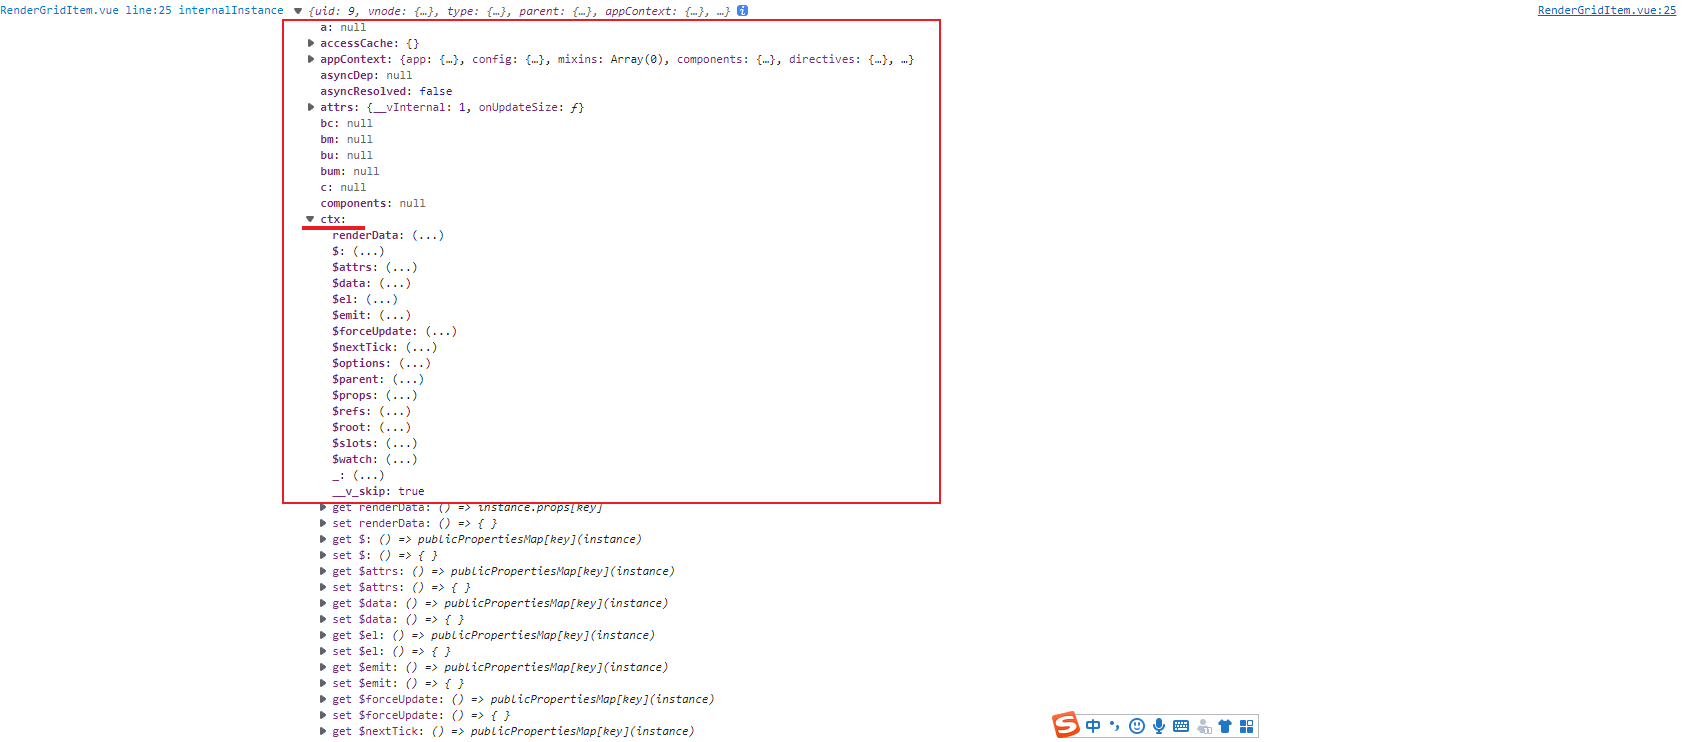 RenderGridItem.vue line:25 internalInstance ▼ {uid: 9, vnode: {…}, type: {…}, parent: {…}, appContext: {…}, …} i RenderGridItem.vue:25
a: null
▶ accessCache: {}
▶ appContext: {app: {…}, config: {…}, mixins: Array(0), components: {…}, directives: {…}, …}
asyncDep: null
asyncResolved: false
▶ attrs: {__vInternal: 1, onUpdateSize: ƒ}
bc: null
bm: null
bu: null
bum: null
c: null
components: null
▼ ctx:
renderData: (...)
$: (...)
$attrs: (...)
$data: (...)
$el: (...)
$emit: (...)
$forceUpdate: (...)
$nextTick: (...)
$options: (...)
$parent: (...)
$props: (...)
$refs: (...)
$root: (...)
$slots: (...)
$watch: (...)
_: (...)
__v_skip: true
▶ get renderData: () => instance.props[key]
▶ set renderData: () => { }
▶ get $: () => publicPropertiesMap[key](instance)
▶ set $: () => { }
▶ get $attrs: () => publicPropertiesMap[key](instance)
▶ set $attrs: () => { }
▶ get $data: () => publicPropertiesMap[key](instance)
▶ set $data: () => { }
▶ get $el: () => publicPropertiesMap[key](instance)
▶ set $el: () => { }
▶ get $emit: () => publicPropertiesMap[key](instance)
▶ set $emit: () => { }
▶ get $forceUpdate: () => publicPropertiesMap[key](instance)
▶ set $forceUpdate: () => { }
▶ get $nextTick: () => publicPropertiesMap[key](instance)
S 中